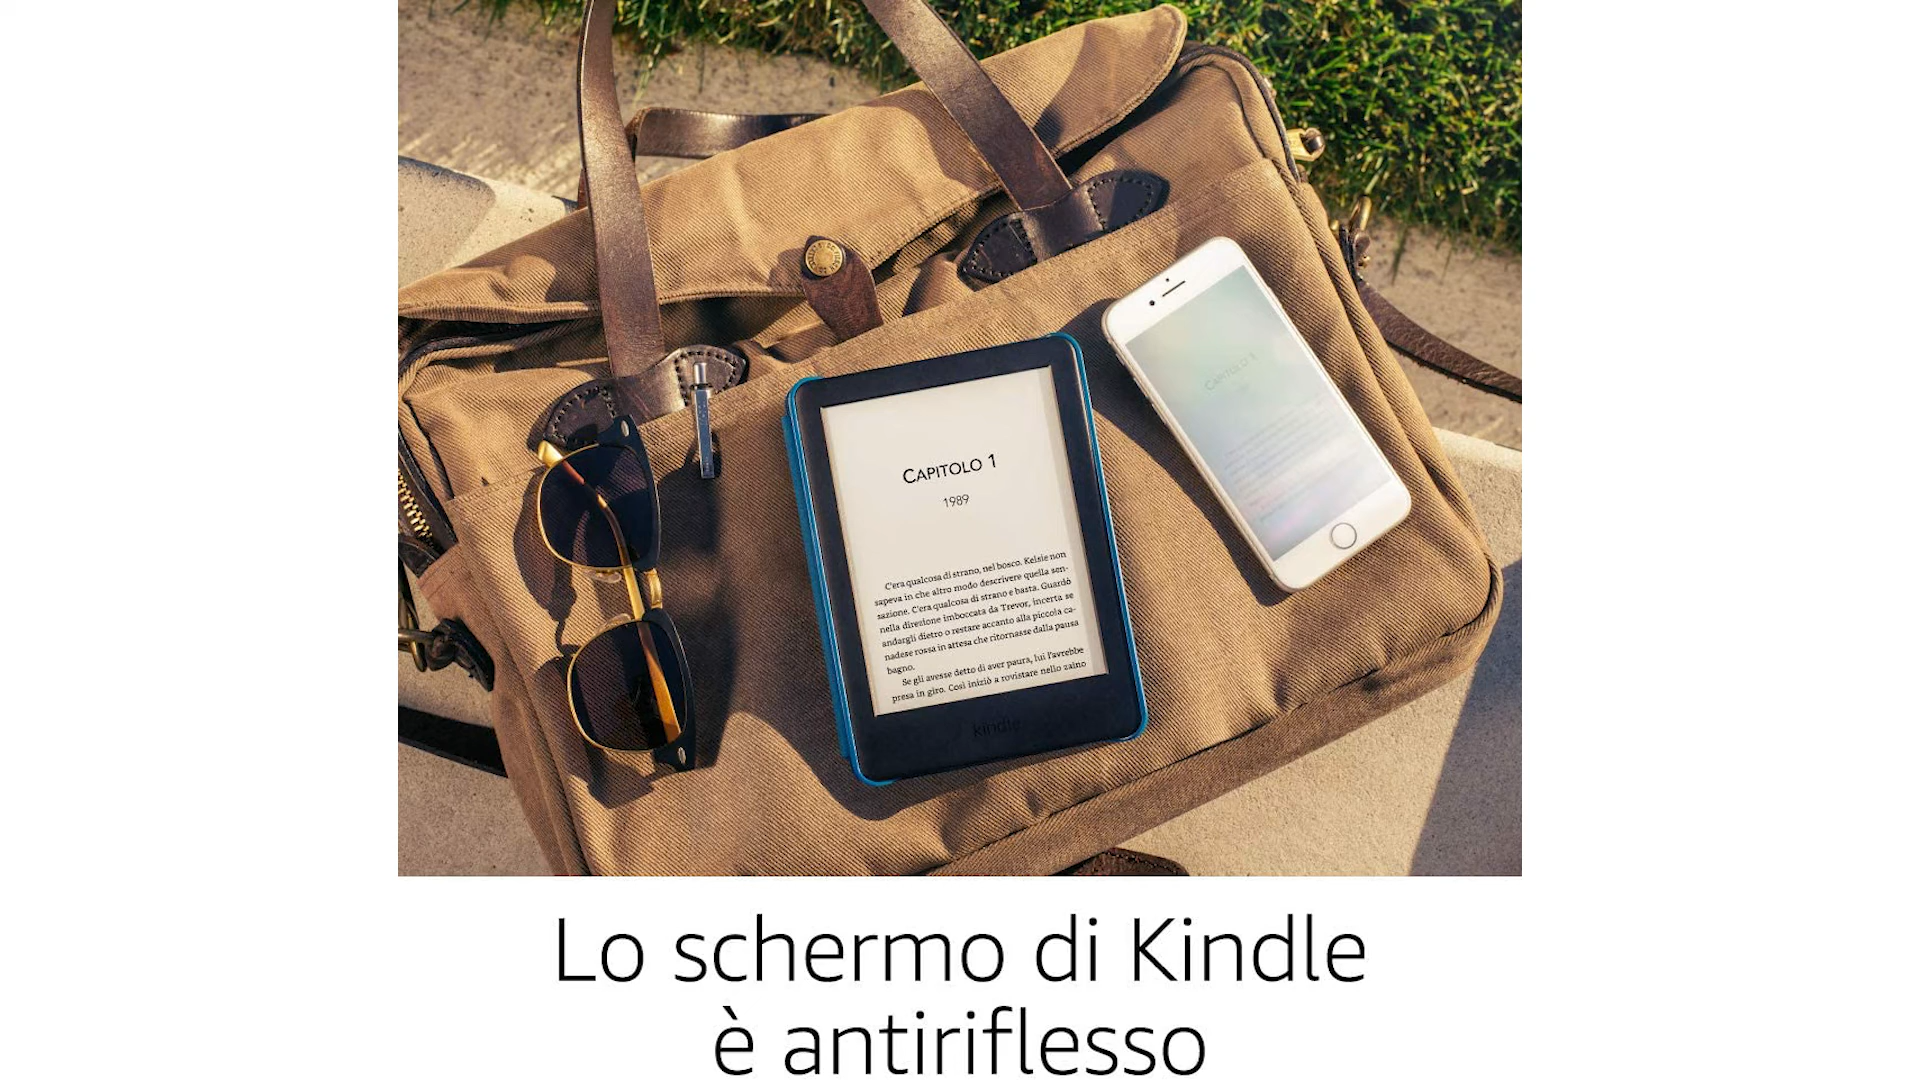 CAPITOLO 1
1989
C'era qualcosa di strano, nel bosco. Kelsie non
sapeva in che altro modo descrivere quella sen-
sazione. C'era qualcosa di strano e basta. Guardò
nella direzione imboccata da Trevor, incerta se
andargli dietro o restare accanto alla piccola ca-
nadese rossa in attesa che ritornasse dalla pausa
bagno.
Se gli avesse detto di aver paura, lui l'avrebbe
presa in giro. Così iniziò a rovistare nello zaino
kindle
CAPITOLO 1
Lo schermo di Kindle
è antiriflesso